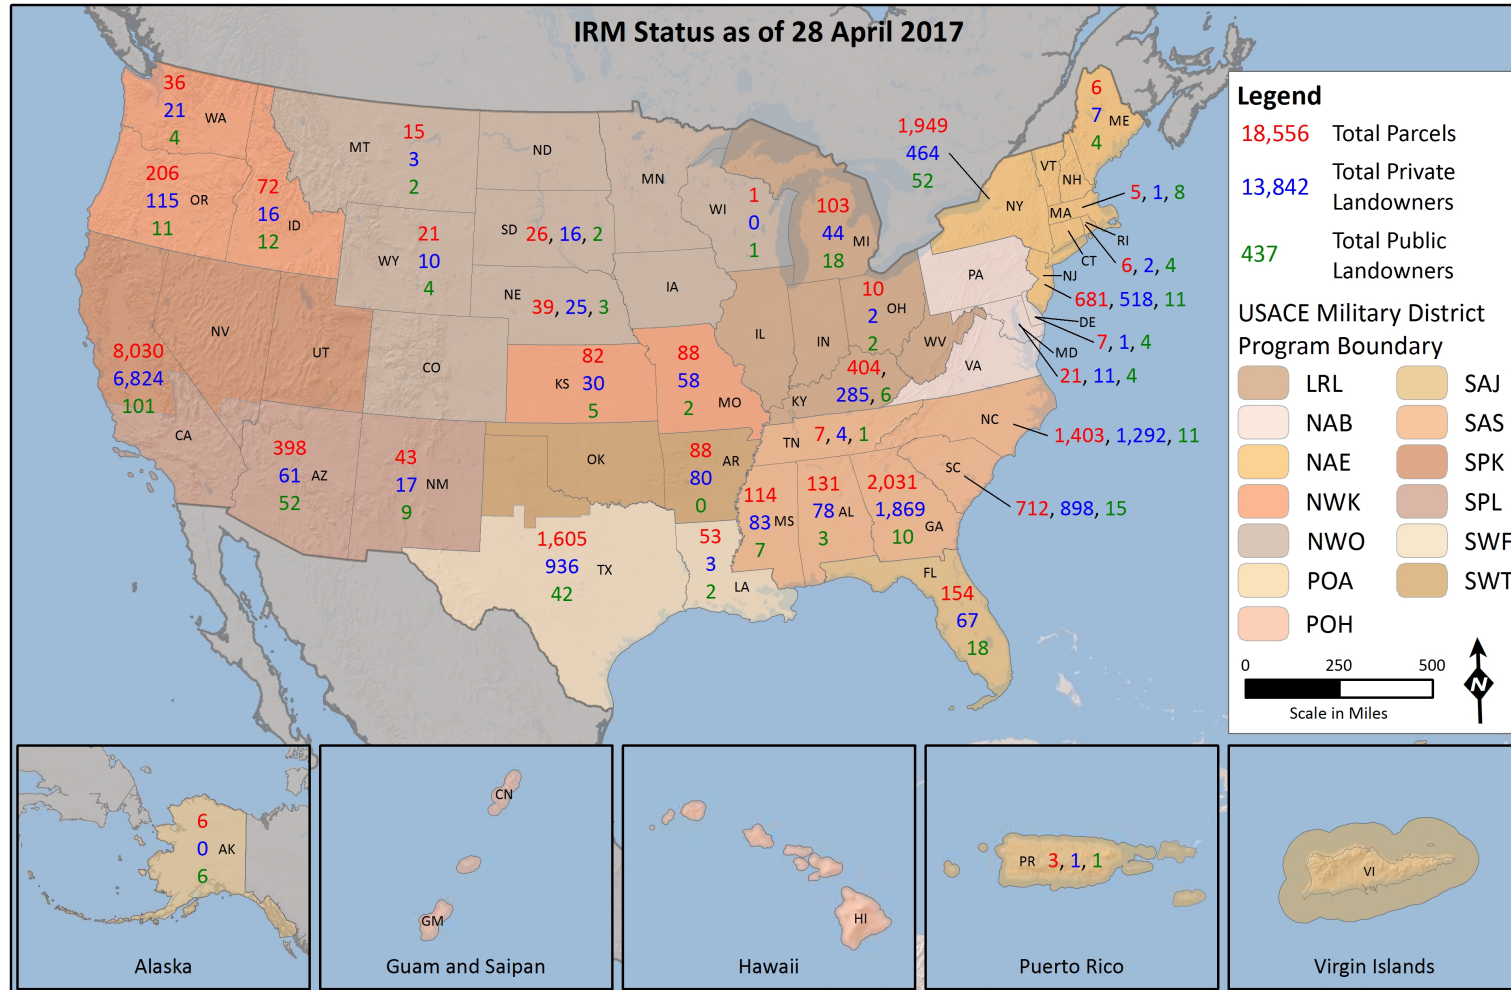 IRM Status as of 28 April 2017
36
21
4
WA
206
115
11
OR
72
16
12
ID
MT
15
3
2
ND
MN
WY
21
10
4
SD
26, 16, 2
NE
39, 25, 3
IA
WI
1
0
1
103
44
18
MI
1,949
464
52
NY
VT
NH
6
7
4
ME
MA
5, 1, 8
RI
CT
6, 2, 4
NJ
681, 518, 11
PA
DE
7, 1, 4
MD
21, 11, 4
VA
WV
10
2
2
OH
IN
IL
KY
404,
285, 6
NV
UT
CO
8,030
6,824
101
CA
398
61
52
AZ
43
17
9
NM
KS
82
30
5
88
58
2
MO
OK
88
80
0
AR
TN
7, 4, 1
NC
1,403, 1,292, 11
SC
712, 898, 15
114
83
7
MS
131
78
3
AL
2,031
1,869
10
GA
FL
154
67
18
1,605
936
42
TX
53
3
2
LA
Legend
18,556 Total Parcels
13,842 Total Private
Landowners
437 Total Public
Landowners
USACE Military District
Program Boundary
LRL
NAB
NAE
NWK
NWO
POA
POH
SAJ
SAS
SPK
SPL
SWF
SWT
0 250 500
Scale in Miles
N
6
0
6
AK
Alaska
CN
GM
Guam and Saipan
HI
Hawaii
PR 3, 1, 1
Puerto Rico
VI
Virgin Islands